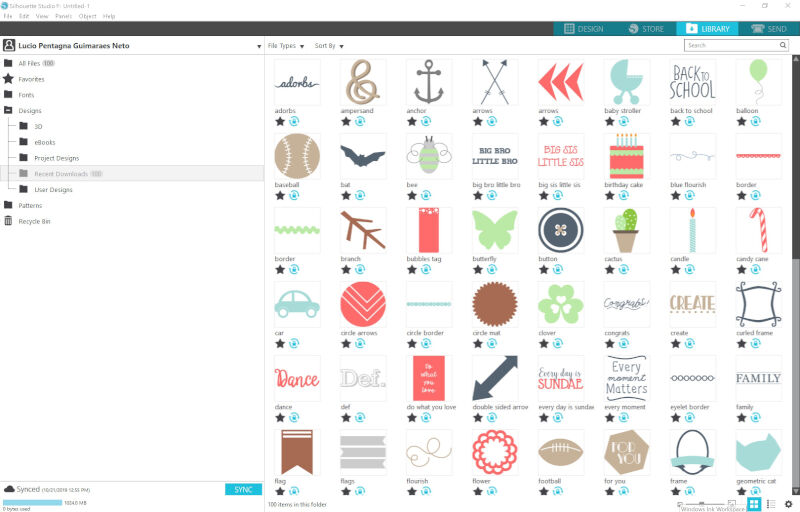 Silhouette Studio®: Untitled-1
File Edit View Panels Object Help
DESIGN STORE LIBRARY SEND
Lucio Pentagna Guimaraes Neto
File Types Sort By Search
All Files 100
Favorites
Fonts
Designs
3D
eBooks
Project Designs
Recent Downloads 100
User Designs
Patterns
Recycle Bin
adorbs BACK to SCHOOL
adorbs ampersand anchor arrows arrows baby stroller back to school balloon
BIG BRO LITTLE BRO BIG SIS LITTLE SIS
baseball bat bee big bro little bro big sis little sis birthday cake blue flourish border
border branch bubbles tag butterfly button cactus candle candy cane
Congrats! CREATE
car circle arrows circle border circle mat clover congrats create curled frame
Dance Def. do what you love Every day is SUNDAE Every moment Matters FAMILY
dance def do what you love double sided arrow every day is sundae every moment eyelet border family
FOR YOU
flag flags flourish flower football for you frame geometric cat
Synced (10/21/2019 12:55 PM) SYNC
1024.0 MB
0 bytes used
100 items in this folder
Windows Ink Workspace